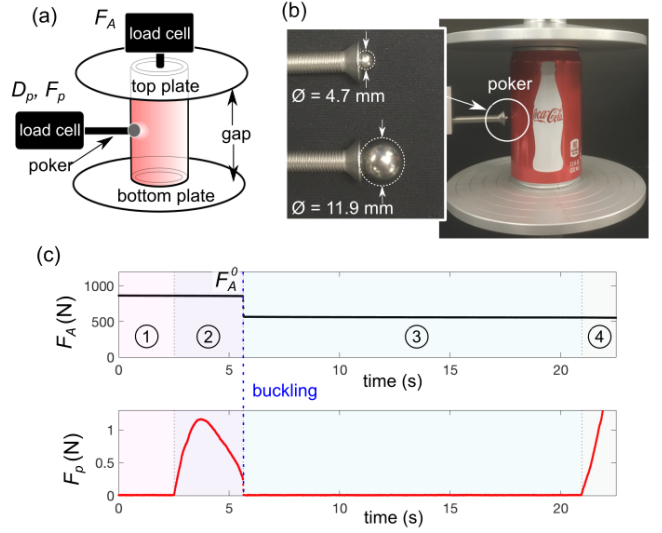 (a)
F_A
load cell
top plate
D_p, F_p
load cell
gap
poker
bottom plate
(b)
Ø = 4.7 mm
Ø = 11.9 mm
poker
Coca-Cola
(c)
F_A^0
F_A (N)
1000
500
0
1 2 3 4
0 5 10 15 20
time (s)
buckling
F_p (N)
1
0.5
0
0 5 10 15 20
time (s)